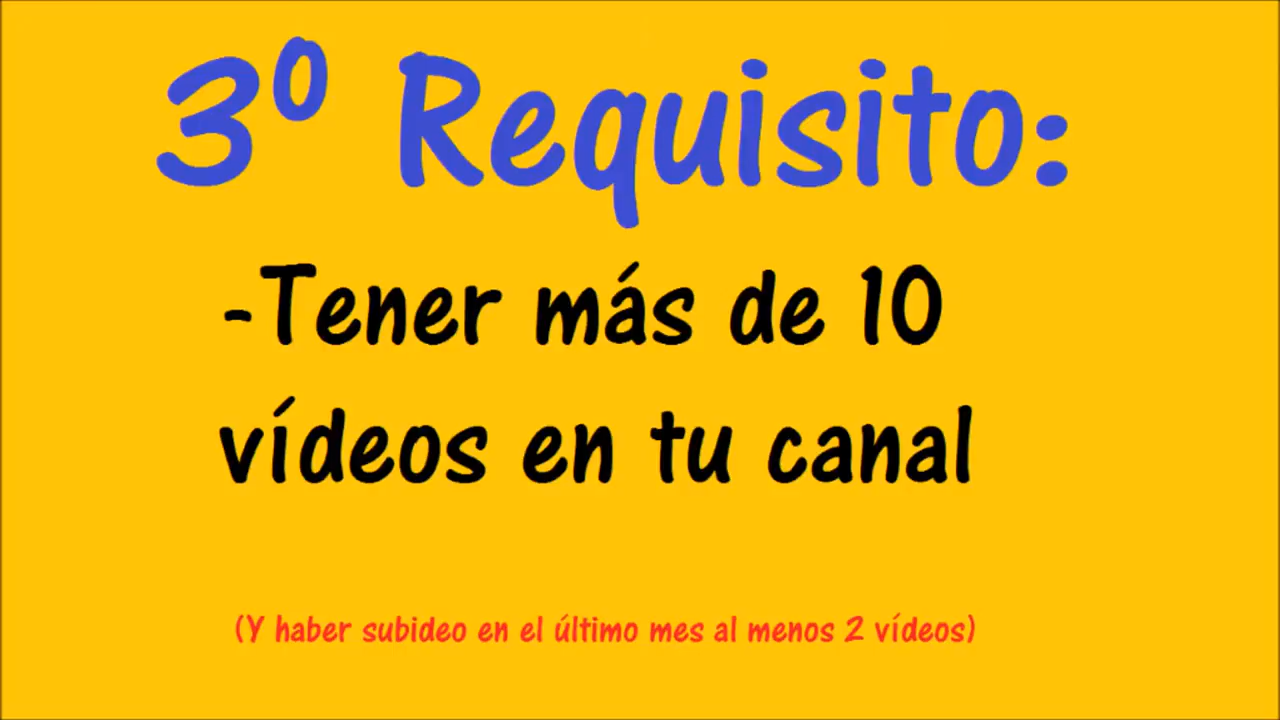 3º Requisito:
-Tener más de 10
vídeos en tu canal
(Y haber subideo en el último mes al menos 2 vídeos)